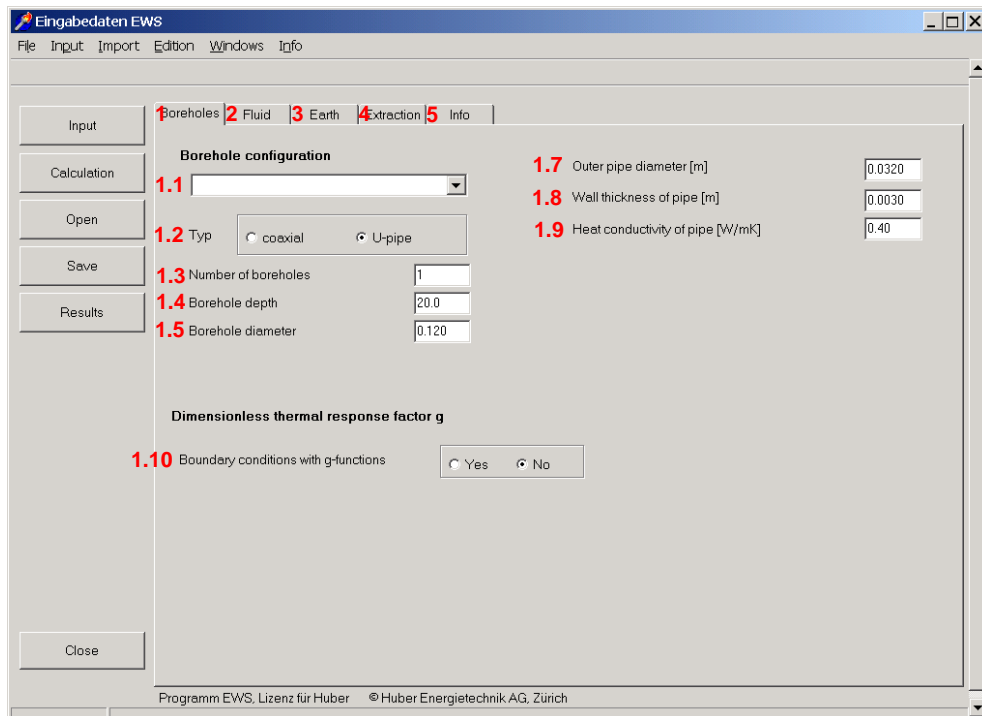 Eingabedaten EWS
File Input Import Edition Windows Info
1 Boreholes 2 Fluid 3 Earth 4 Extraction 5 Info
Input
Calculation
Open
Save
Results
Close
Borehole configuration
1.1
1.2 Typ coaxial U-pipe
1.3 Number of boreholes 1
1.4 Borehole depth 20.0
1.5 Borehole diameter 0.120
1.7 Outer pipe diameter [m] 0.0320
1.8 Wall thickness of pipe [m] 0.0030
1.9 Heat conductivity of pipe [W/mK] 0.40
Dimensionless thermal response factor g
1.10 Boundary conditions with g-functions Yes No
Programm EWS, Lizenz für Huber © Huber Energietechnik AG, Zürich